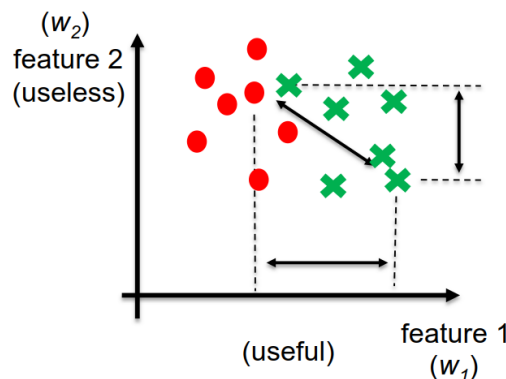 (w2)
feature 2
(useless)
(useful)
feature 1
(w1)